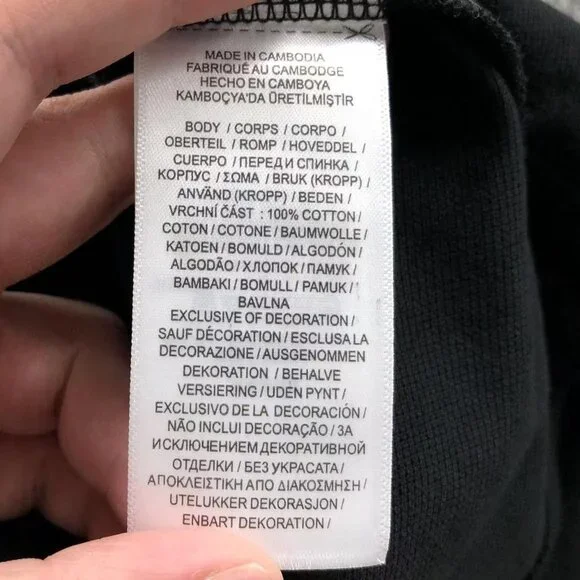 MADE IN CAMBODIA
FABRIQUÉ AU CAMBODGE
HECHO EN CAMBOYA
KAMBOÇYA'DA ÜRETİLMİŞTİR
BODY / CORPS / CORPO /
OBERTEIL / ROMP / HOVEDDEL /
CUERPO / ПЕРЕД И СПИНКА /
КОРПУС / ΣΩΜΑ / BRUK (KROPP) /
ANVÄND (KROPP) / BEDEN /
VRCHNÍ ČÁST : 100% COTTON /
COTON / COTONE / BAUMWOLLE /
KATOEN / BOMULD / ALGODÓN /
ALGODÃO / ХЛОПОК / ПАМУК /
BAMBAKI / BOMULL / PAMUK /
BAVLNA
EXCLUSIVE OF DECORATION /
SAUF DÉCORATION / ESCLUSA LA
DECORAZIONE / AUSGENOMMEN
DEKORATION / BEHALVE
VERSIERING / UDEN PYNT /
EXCLUSIVO DE LA DECORACIÓN /
NÃO INCLUI DECORAÇÃO / ЗА
ИСКЛЮЧЕНИЕМ ДЕКОРАТИВНОЙ
ОТДЕЛКИ / БЕЗ УКРАСАТА /
ΑΠΟΚΛΕΙΣΤΙΚΗ ΑΠΟ ΔΙΑΚΟΣΜΗΣΗ /
UTELUKKER DEKORASJON /
ENBART DEKORATION /